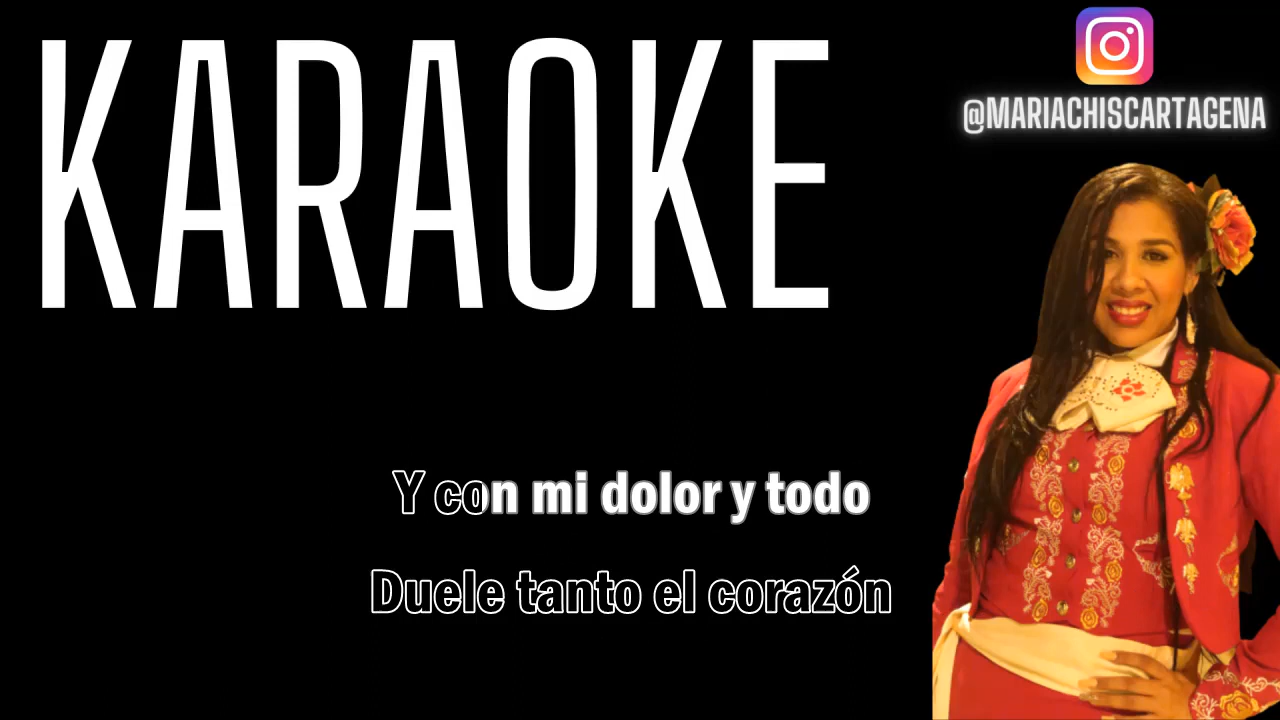 KARAOKE
@MARIACHISCARTAGENA
Y con mi dolor y todo
Duele tanto el corazón